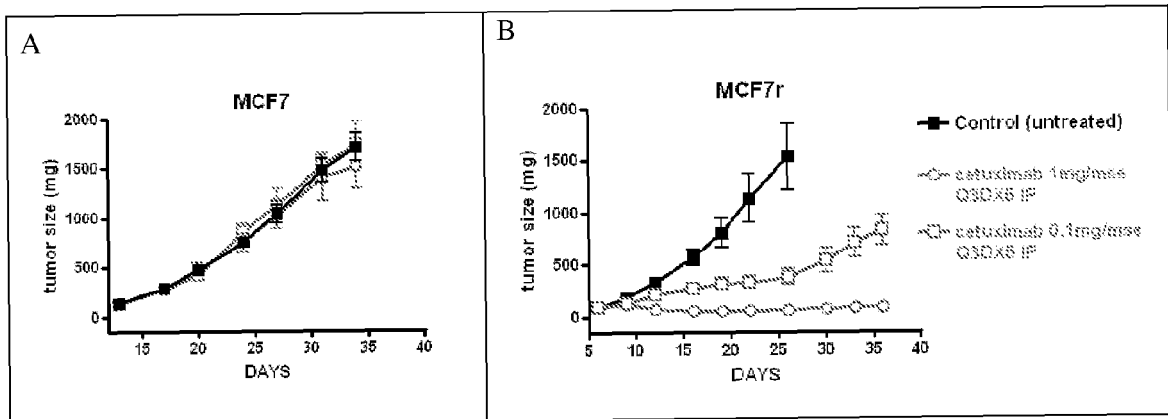 A
MCF7
tumor size (mg)
2000
1500
1000
500
0
15 20 25 30 35 40
DAYS
B
MCF7r
tumor size (mg)
2000
1500
1000
500
0
5 10 15 20 25 30 35 40
DAYS
Control (untreated)
cetuximab 1mg/mse
Q3DX6 IP
cetuximab 0.1mg/mse
Q3DX6 IP